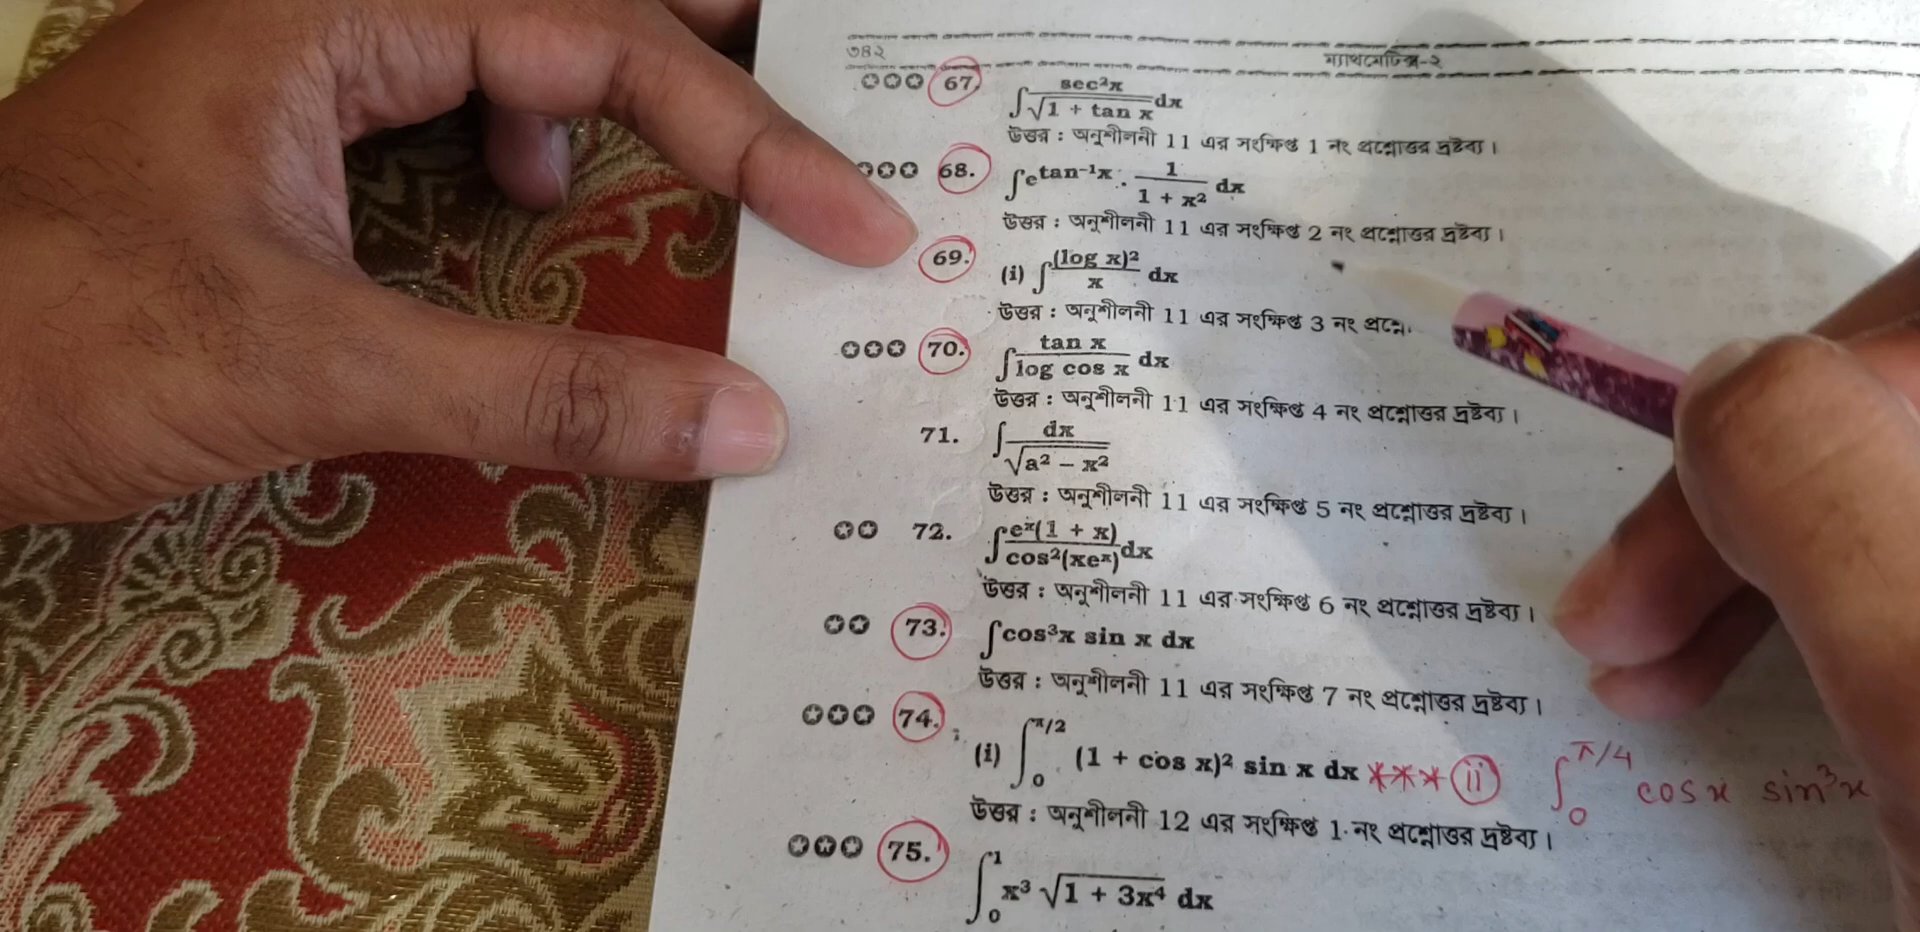 ৩৪২ ম্যাথমেটিক্স-২
67. ∫ sec²x / √(1 + tan x) dx
উত্তর : অনুশীলনী 11 এর সংক্ষিপ্ত 1 নং প্রশ্নোত্তর দ্রষ্টব্য।
68. ∫ e^(tan⁻¹x) · 1 / (1 + x²) dx
উত্তর : অনুশীলনী 11 এর সংক্ষিপ্ত 2 নং প্রশ্নোত্তর দ্রষ্টব্য।
69. (i) ∫ (log x)² / x dx
উত্তর : অনুশীলনী 11 এর সংক্ষিপ্ত 3 নং
70. ∫ tan x / log cos x dx
উত্তর : অনুশীলনী 11 এর সংক্ষিপ্ত 4 নং প্রশ্নোত্তর দ্রষ্টব্য।
71. ∫ dx / √(a² – x²)
উত্তর : অনুশীলনী 11 এর সংক্ষিপ্ত 5 নং প্রশ্নোত্তর দ্রষ্টব্য।
72. ∫ eˣ(1 + x) / cos²(xeˣ) dx
উত্তর : অনুশীলনী 11 এর সংক্ষিপ্ত 6 নং প্রশ্নোত্তর দ্রষ্টব্য।
73. ∫ cos³x sin x dx
উত্তর : অনুশীলনী 11 এর সংক্ষিপ্ত 7 নং প্রশ্নোত্তর দ্রষ্টব্য।
74. (i) ∫₀^(π/2) (1 + cos x)² sin x dx *** (ii) ∫₀^(π/4) cos x sin³x
উত্তর : অনুশীলনী 12 এর সংক্ষিপ্ত 1 নং প্রশ্নোত্তর দ্রষ্টব্য।
75. ∫₀¹ x³ √(1 + 3x⁴) dx